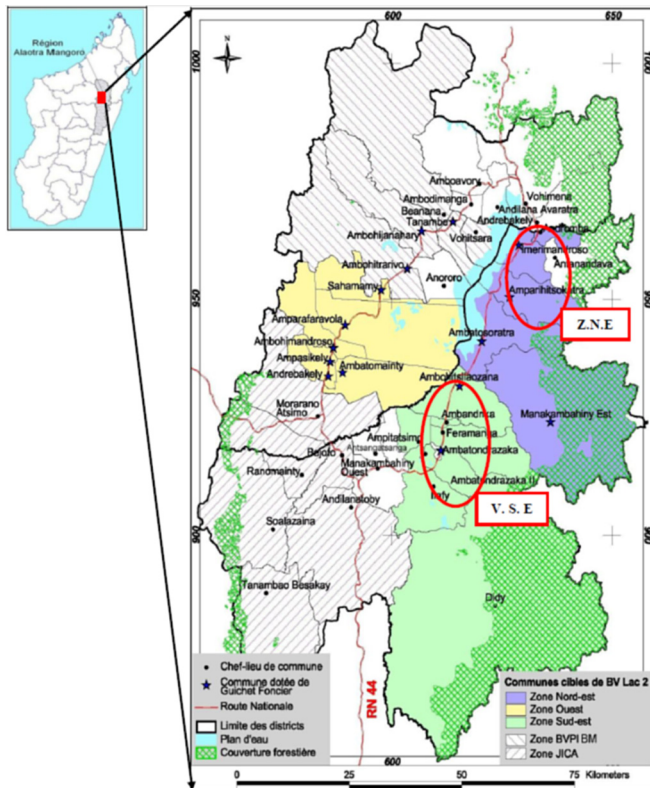 Région
Alaotra Mangoro
600
650
1000
1000
N
Amboavory
Ambodimanga
Vohimena
Beanana
Andilana Avaratra
Tanambe
Andrebakely
Ambohijanahary
Vohitsara
Imerimandroso
Antanandava
Ambohitrarivo
Anororo
Amparihitsokatra
Sahamamy
950
Z.N.E
Amparafaravola
Ambatosoratra
Ambohimandroso
Ampasikely
Ambatomainty
Andrebakely
Ambohitsilaozana
Morarano
Atsimo
Ambandrika
Manakambahiny Est
Feramanga
Ampitatsimo
Bejofo
Antsangatsanga
Ambatondrazaka
Manakambahiny
Ouest
Ranomainty
Ambatondrazaka II
Ilafy
Andilanatoby
V. S. E
Soalazaina
900
Tanambao Besakay
Didy
RN 44
Chef-lieu de commune
Commune dotée de
Guichet Foncier
Route Nationale
Limite des districts
Plan d'eau
Couverture forestière
Communes cibles de BV Lac 2
Zone Nord-est
Zone Ouest
Zone Sud-est
Zone BVPI BM
Zone JICA
600
0
25
50
75
Kilometers